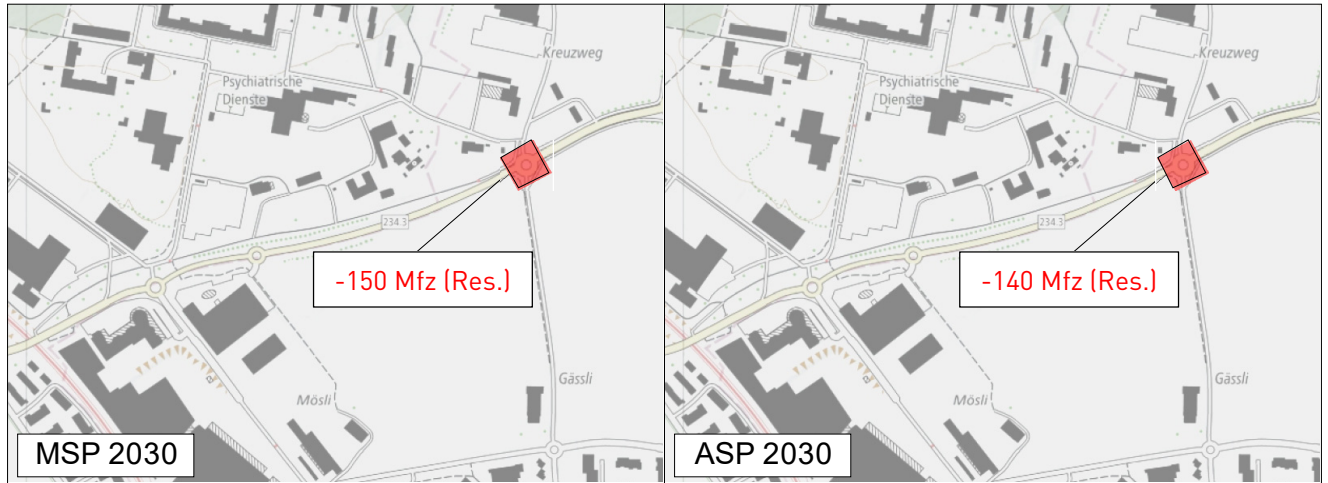 Kreuzweg
Psychiatrische
Dienste
234.3
-150 Mfz (Res.)
Gässli
Mösli
P
MSP 2030
Kreuzweg
Psychiatrische
Dienste
234.3
-140 Mfz (Res.)
Gässli
Mösli
P
ASP 2030